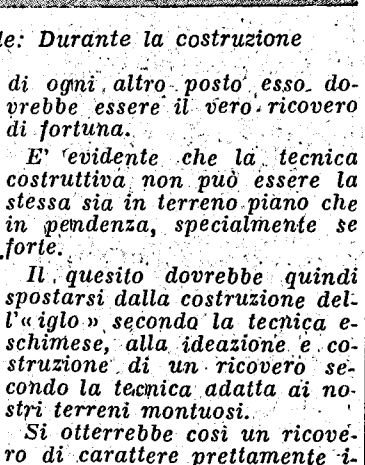 le: Durante la costruzione
di ogni altro posto esso do-
vrebbe essere il vero ricovero
di fortuna.
E' evidente che la tecnica
costruttiva non può essere la
stessa sia in terreno piano che
in pendenza, specialmente se
forte.
Il quesito dovrebbe quindi
spostarsi dalla costruzione del-
l'«iglo» secondo la tecnica e-
schimese, alla ideazione e co-
struzione di un ricovero se-
condo la tecnica adatta ai no-
stri terreni montuosi.
Si otterrebbe così un ricove-
ro di carattere prettamente i-